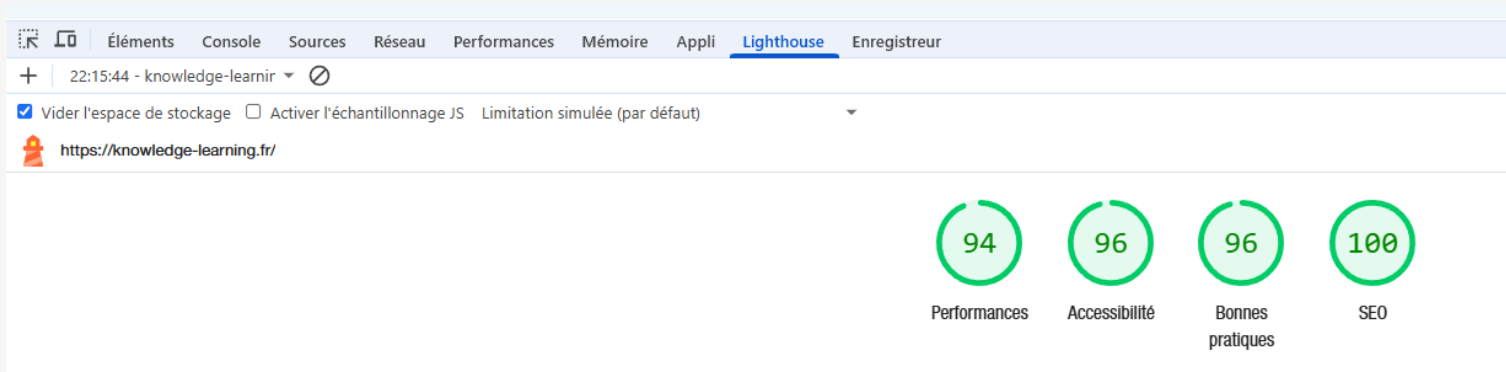 Éléments Console Sources Réseau Performances Mémoire Appli Lighthouse Enregistreur
22:15:44 - knowledge-learnir
Vider l'espace de stockage Activer l'échantillonnage JS Limitation simulée (par défaut)
https://knowledge-learning.fr/
94 96 96 100
Performances Accessibilité Bonnes SEO
pratiques